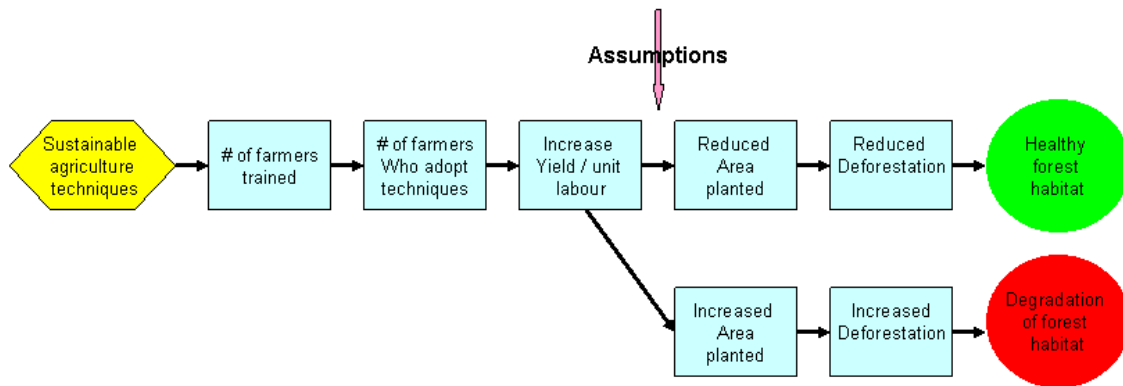 Assumptions
Sustainable
agriculture
techniques
# of farmers
trained
# of farmers
Who adopt
techniques
Increase
Yield / unit
labour
Reduced
Area
planted
Reduced
Deforestation
Healthy
forest
habitat
Increased
Area
planted
Increased
Deforestation
Degradation
of forest
habitat